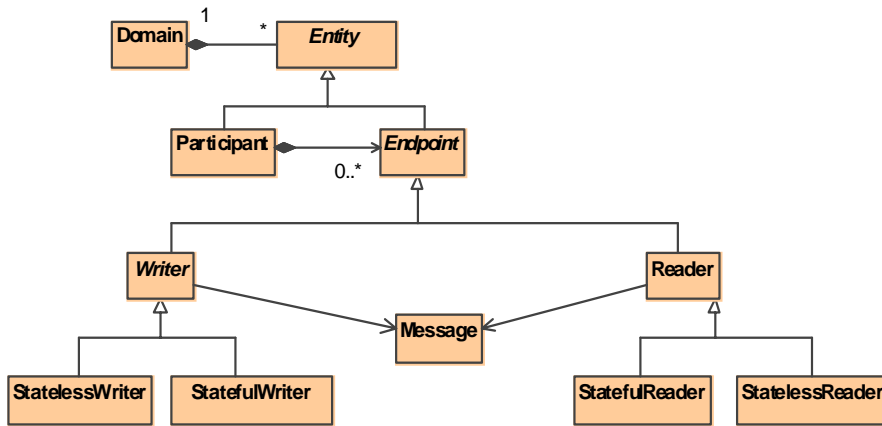 1
Domain
*
Entity
Participant
Endpoint
0..*
Writer
Reader
Message
StatelessWriter
StatefulWriter
StatefulReader
StatelessReader